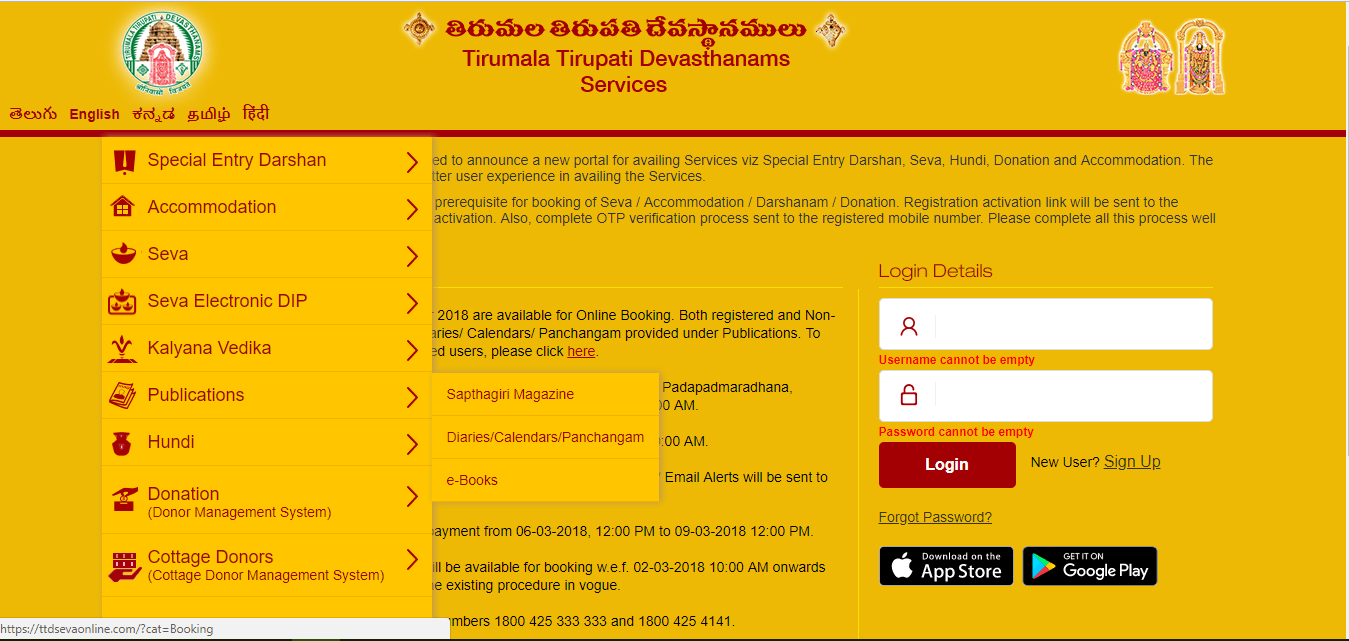 తిరుమల తిరుపతి దేవస్థానములు
Tirumala Tirupati Devasthanams
Services
తెలుగు English ಕನ್ನಡ தமிழ் हिंदी
Special Entry Darshan
Accommodation
Seva
Seva Electronic DIP
Kalyana Vedika
Publications
Hundi
Donation
(Donor Management System)
Cottage Donors
(Cottage Donor Management System)
Sapthagiri Magazine
Diaries/Calendars/Panchangam
e-Books
ed to announce a new portal for availing Services viz Special Entry Darshan, Seva, Hundi, Donation and Accommodation. The
tter user experience in availing the Services.
prerequisite for booking of Seva / Accommodation / Darshanam / Donation. Registration activation link will be sent to the
activation. Also, complete OTP verification process sent to the registered mobile number. Please complete all this process well
2018 are available for Online Booking. Both registered and Non-
aries/ Calendars/ Panchangam provided under Publications. To
ed users, please click here.
Padapadmaradhana,
00 AM.
:00 AM.
Email Alerts will be sent to
payment from 06-03-2018, 12:00 PM to 09-03-2018 12:00 PM.
ill be available for booking w.e.f. 02-03-2018 10:00 AM onwards
e existing procedure in vogue.
umbers 1800 425 333 333 and 1800 425 4141.
Login Details
Username cannot be empty
Password cannot be empty
Login New User? Sign Up
Forgot Password?
Download on the
App Store
GET IT ON
Google Play
https://ttdsevaonline.com/?cat=Booking